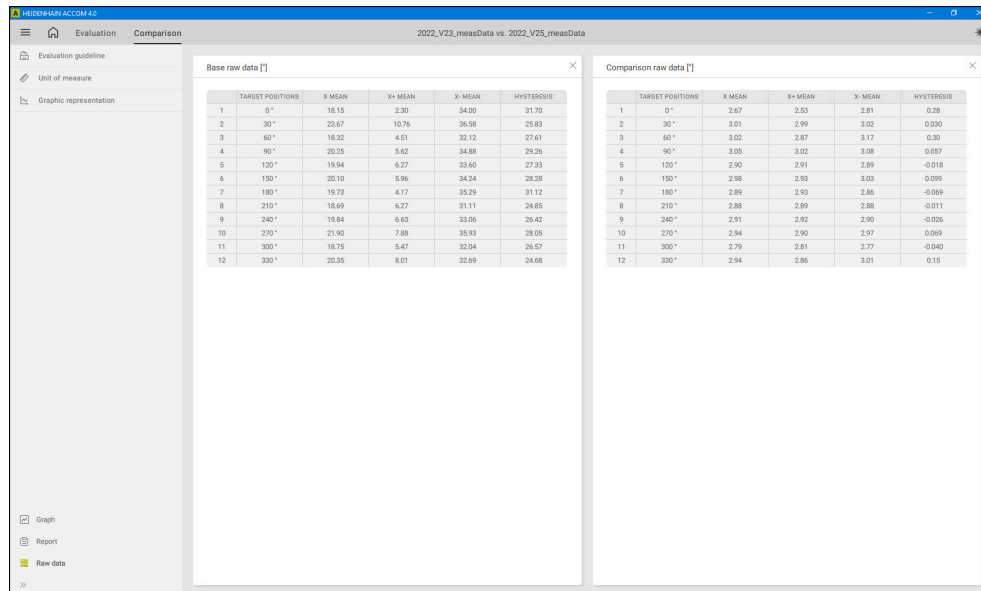 HEIDENHAIN ACCOM 4.0
Evaluation Comparison 2022_V23_measData vs. 2022_V25_measData
Evaluation guideline
Unit of measure
Graphic representation
Base raw data ["]
TARGET POSITIONS X MEAN X+ MEAN X- MEAN HYSTERESIS
1 0 ° 18.15 2.30 34.00 31.70
2 30 ° 23.67 10.76 36.58 25.83
3 60 ° 18.32 4.51 32.12 27.61
4 90 ° 20.25 5.62 34.88 29.26
5 120 ° 19.94 6.27 33.60 27.33
6 150 ° 20.10 5.96 34.24 28.28
7 180 ° 19.73 4.17 35.29 31.12
8 210 ° 18.69 6.27 31.11 24.85
9 240 ° 19.84 6.63 33.06 26.42
10 270 ° 21.90 7.88 35.93 28.05
11 300 ° 18.75 5.47 32.04 26.57
12 330 ° 20.35 8.01 32.69 24.68
Comparison raw data ["]
TARGET POSITIONS X MEAN X+ MEAN X- MEAN HYSTERESIS
1 0 ° 2.67 2.53 2.81 0.28
2 30 ° 3.01 2.99 3.02 0.030
3 60 ° 3.02 2.87 3.17 0.30
4 90 ° 3.05 3.02 3.08 0.057
5 120 ° 2.90 2.91 2.89 -0.018
6 150 ° 2.98 2.93 3.03 0.099
7 180 ° 2.89 2.93 2.86 -0.069
8 210 ° 2.88 2.89 2.88 -0.011
9 240 ° 2.91 2.92 2.90 -0.026
10 270 ° 2.94 2.90 2.97 0.069
11 300 ° 2.79 2.81 2.77 -0.040
12 330 ° 2.94 2.86 3.01 0.15
Graph
Report
Raw data